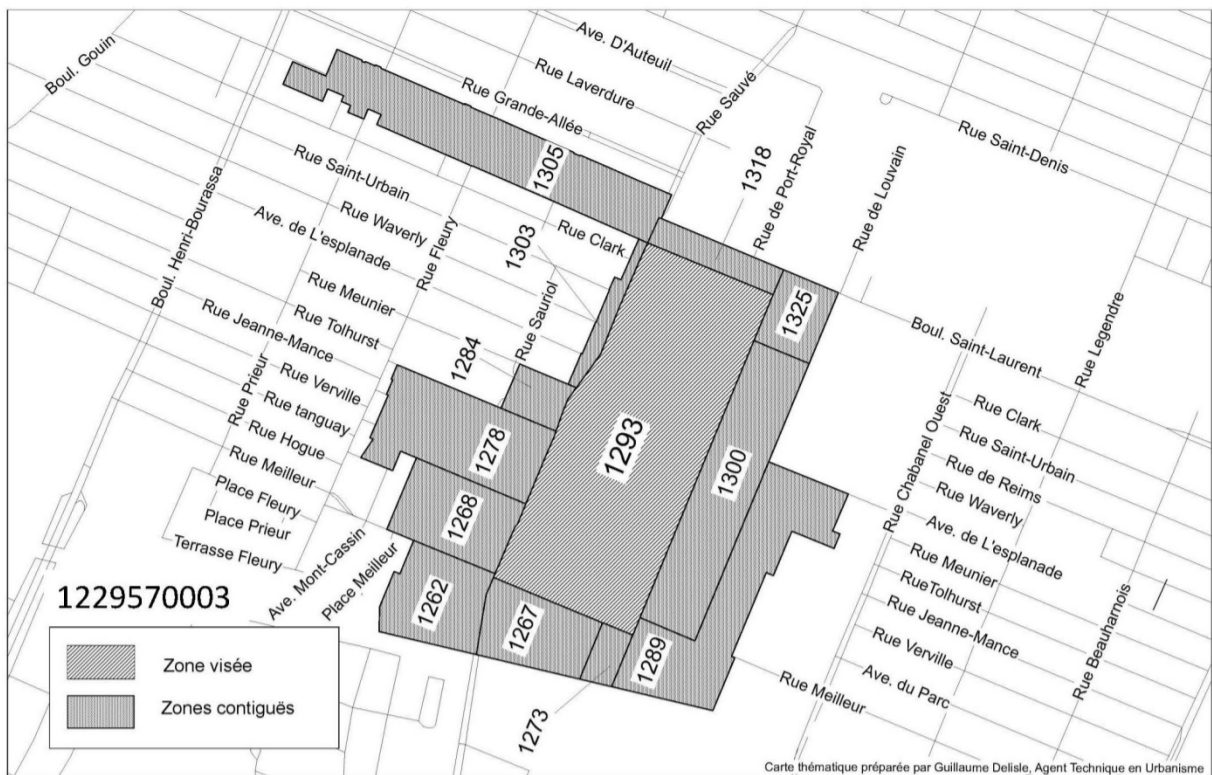 Boul. Gouin
Ave. D'Auteuil
Rue Laverdure
Rue Grande-Allée
Rue Sauvé
1318
Rue de Port-Royal
Rue de Louvain
Rue Saint-Denis
Boul. Henri-Bourassa
Rue Saint-Urbain
Rue Waverly
Ave. de L'esplanade
Rue Meunier
Rue Tolhurst
Rue Jeanne-Mance
Rue Verville
Rue tanguay
Rue Hogue
Rue Meilleur
Place Fleury
Place Prieur
Terrasse Fleury
Rue Prieur
Rue Fleury
1305
1303
Rue Clark
Rue Sauriol
1284
1325
1278
1293
1300
1268
1262
1267
1289
1273
Ave. Mont-Cassin
Place Meilleur
Boul. Saint-Laurent
Rue Legendre
Rue Chabanel Ouest
Rue Clark
Rue Saint-Urbain
Rue de Reims
Rue Waverly
Ave. de L'esplanade
Rue Meunier
RueTolhurst
Rue Jeanne-Mance
Rue Verville
Ave. du Parc
Rue Meilleur
Rue Beauharnois
1229570003
Zone visée
Zones contiguës
Carte thématique préparée par Guillaume Delisle, Agent Technique en Urbanisme